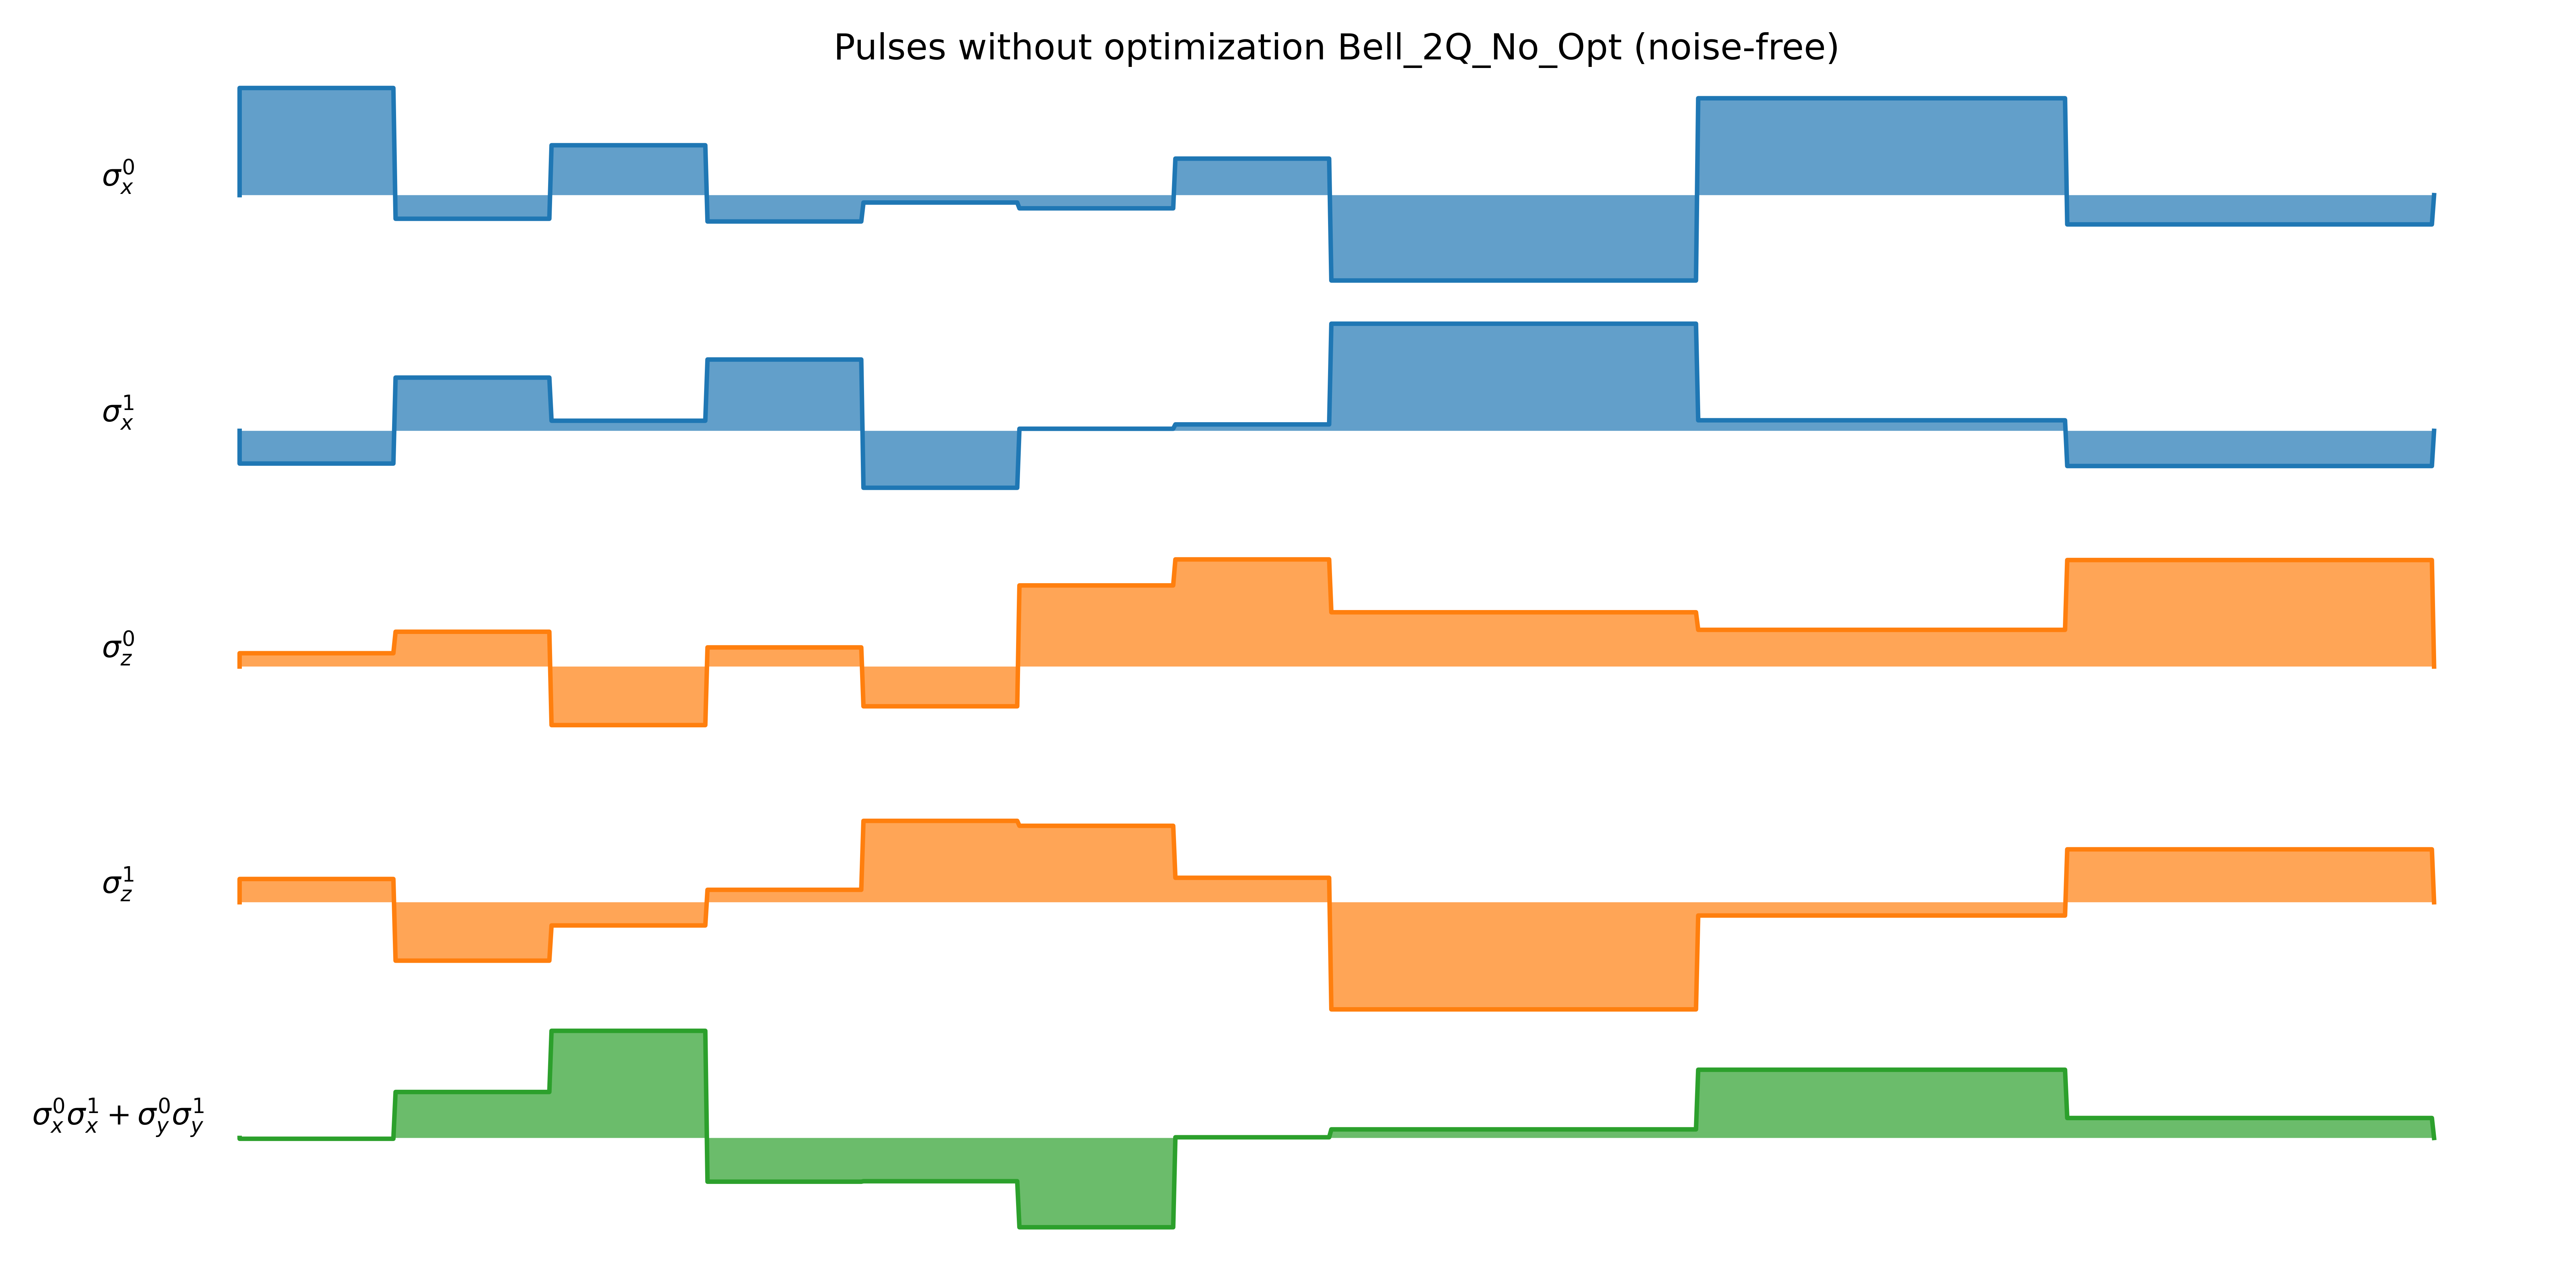 Pulses without optimization Bell_2Q_No_Opt (noise-free)
σ_x^0
σ_x^1
σ_z^0
σ_z^1
σ_x^0σ_x^1 + σ_y^0σ_y^1